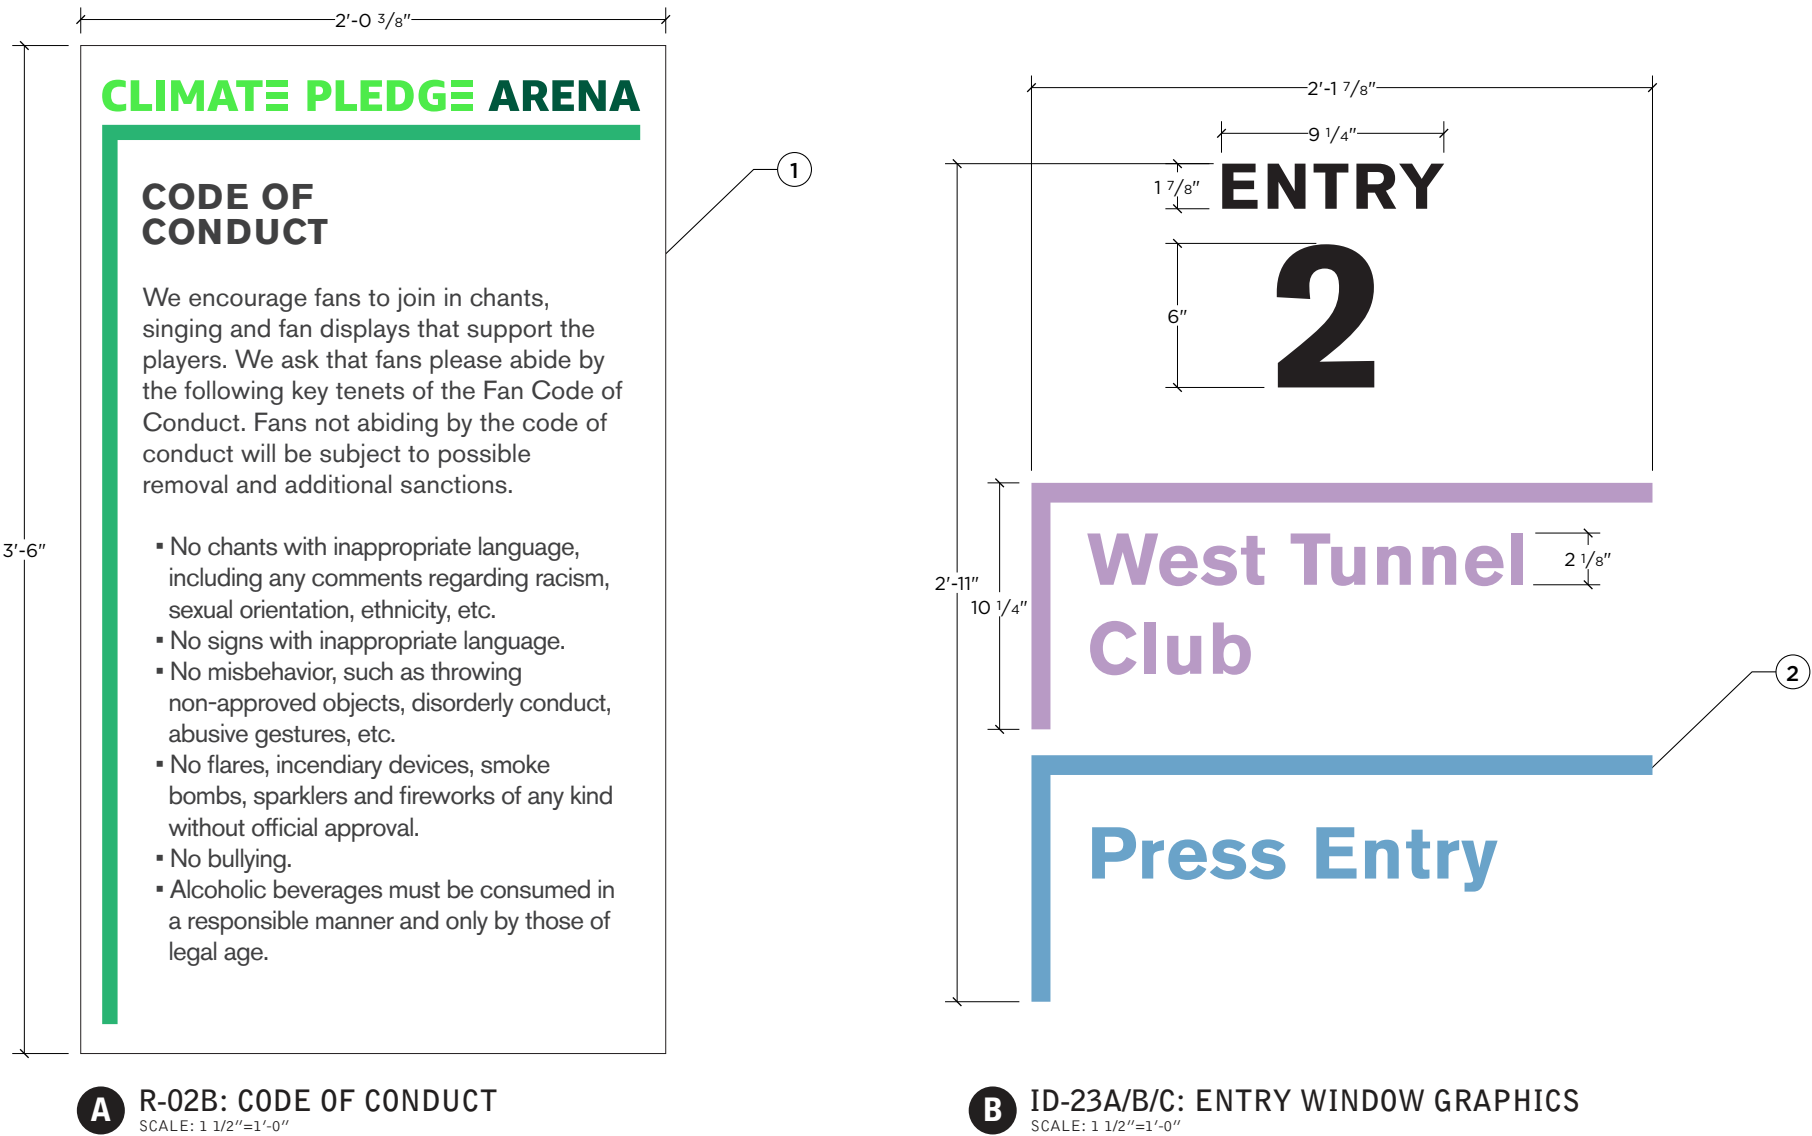 2'-0 3/8"
CLIMATE PLEDGE ARENA
CODE OF
CONDUCT
We encourage fans to join in chants,
singing and fan displays that support the
players. We ask that fans please abide by
the following key tenets of the Fan Code of
Conduct. Fans not abiding by the code of
conduct will be subject to possible
removal and additional sanctions.
▪ No chants with inappropriate language,
including any comments regarding racism,
sexual orientation, ethnicity, etc.
▪ No signs with inappropriate language.
▪ No misbehavior, such as throwing
non-approved objects, disorderly conduct,
abusive gestures, etc.
▪ No flares, incendiary devices, smoke
bombs, sparklers and fireworks of any kind
without official approval.
▪ No bullying.
▪ Alcoholic beverages must be consumed in
a responsible manner and only by those of
legal age.
3'-6"
1
A
R-02B: CODE OF CONDUCT
SCALE: 1 1/2"=1'-0"
2'-1 7/8"
9 1/4"
1 7/8"
ENTRY
6"
2
2'-11"
10 1/4"
West Tunnel
Club
2 1/8"
2
Press Entry
B
ID-23A/B/C: ENTRY WINDOW GRAPHICS
SCALE: 1 1/2"=1'-0"